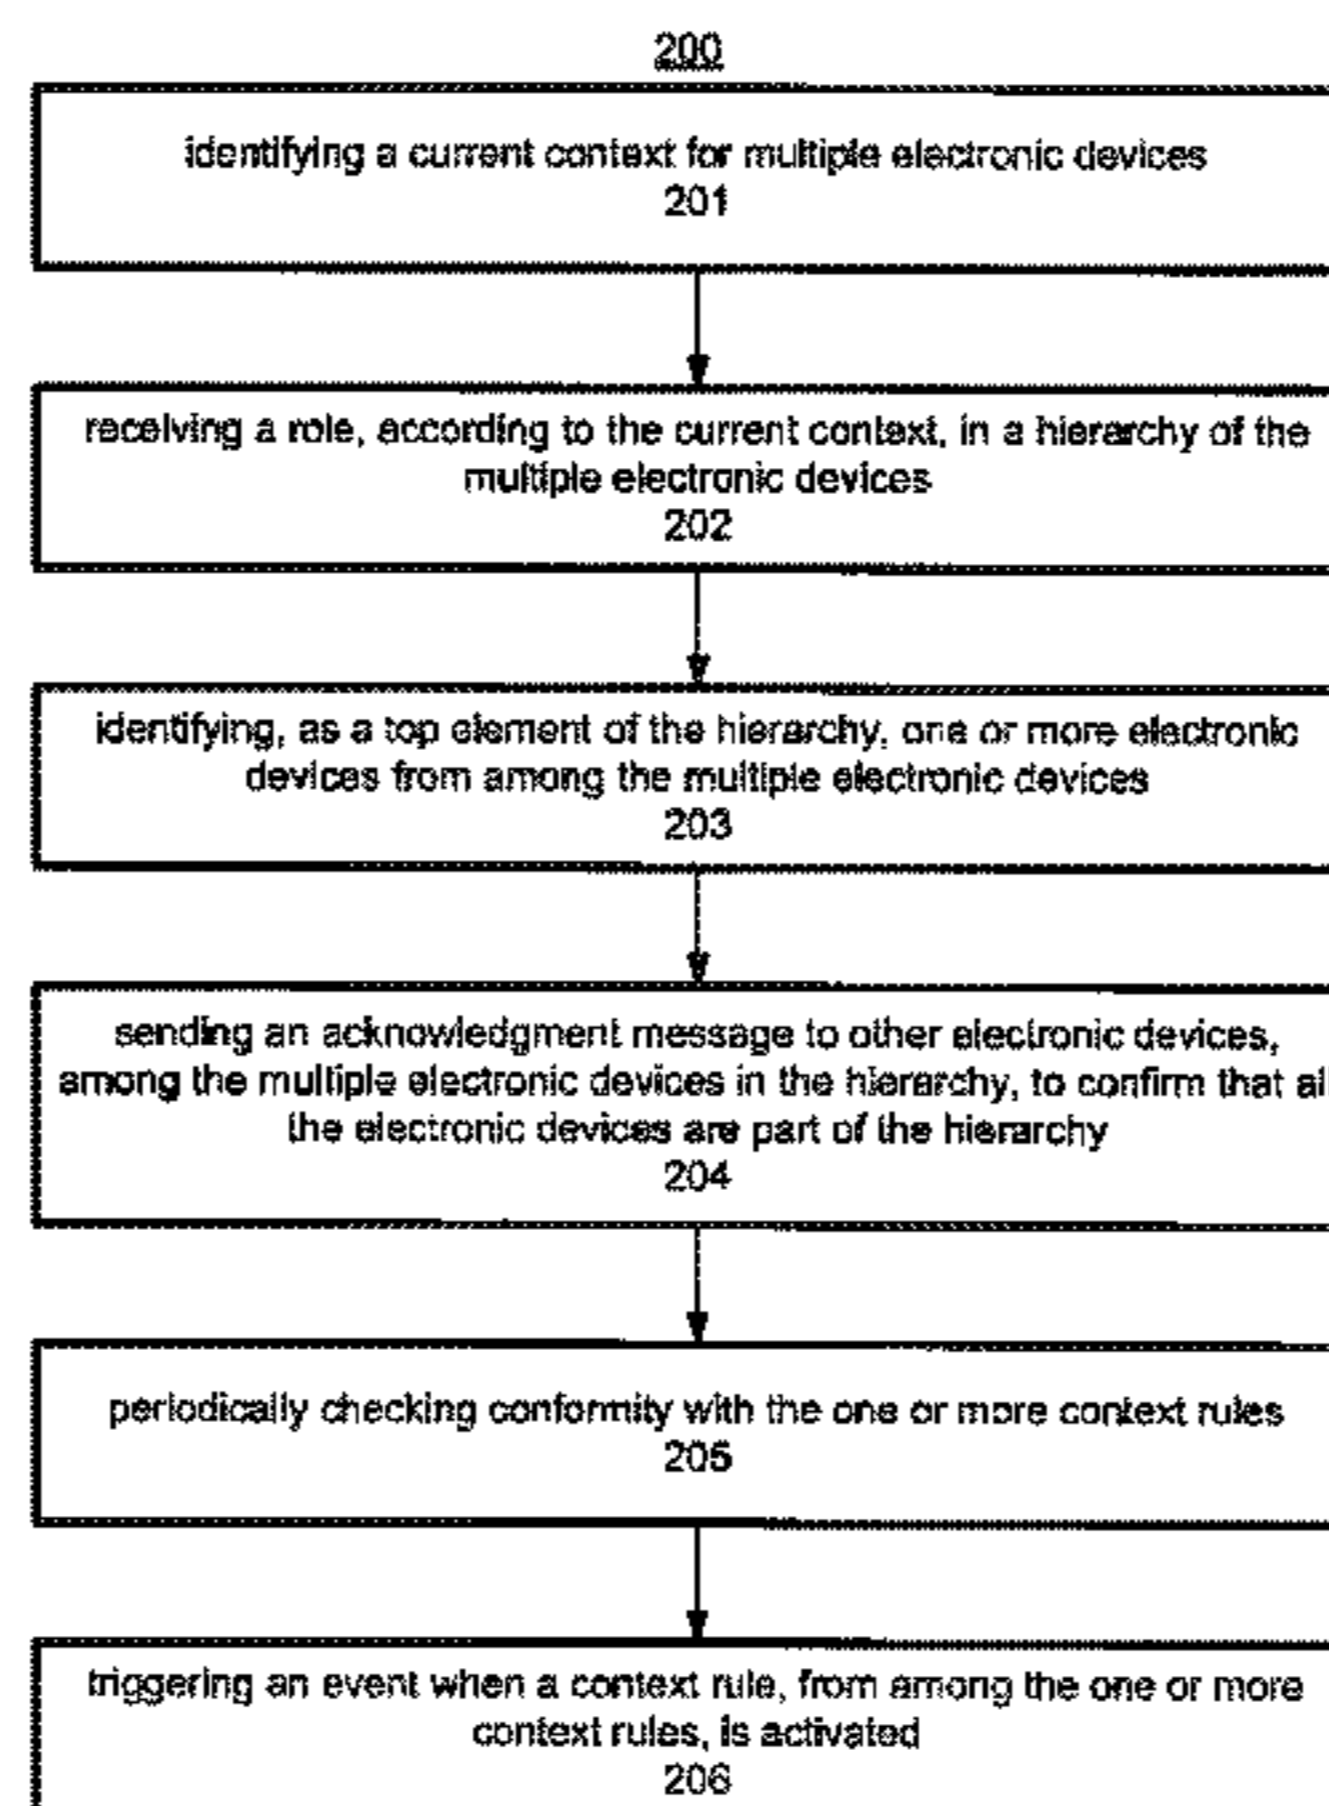 200
identifying a current context for multiple electronic devices
201
receiving a role, according to the current context, in a hierarchy of the
multiple electronic devices
202
identifying, as a top element of the hierarchy, one or more electronic
devices from among the multiple electronic devices
203
sending an acknowledgment message to other electronic devices,
among the multiple electronic devices in the hierarchy, to confirm that all
the electronic devices are part of the hierarchy
204
periodically checking conformity with the one or more context rules
205
triggering an event when a context rule, from among the one or more
context rules, is activated
206